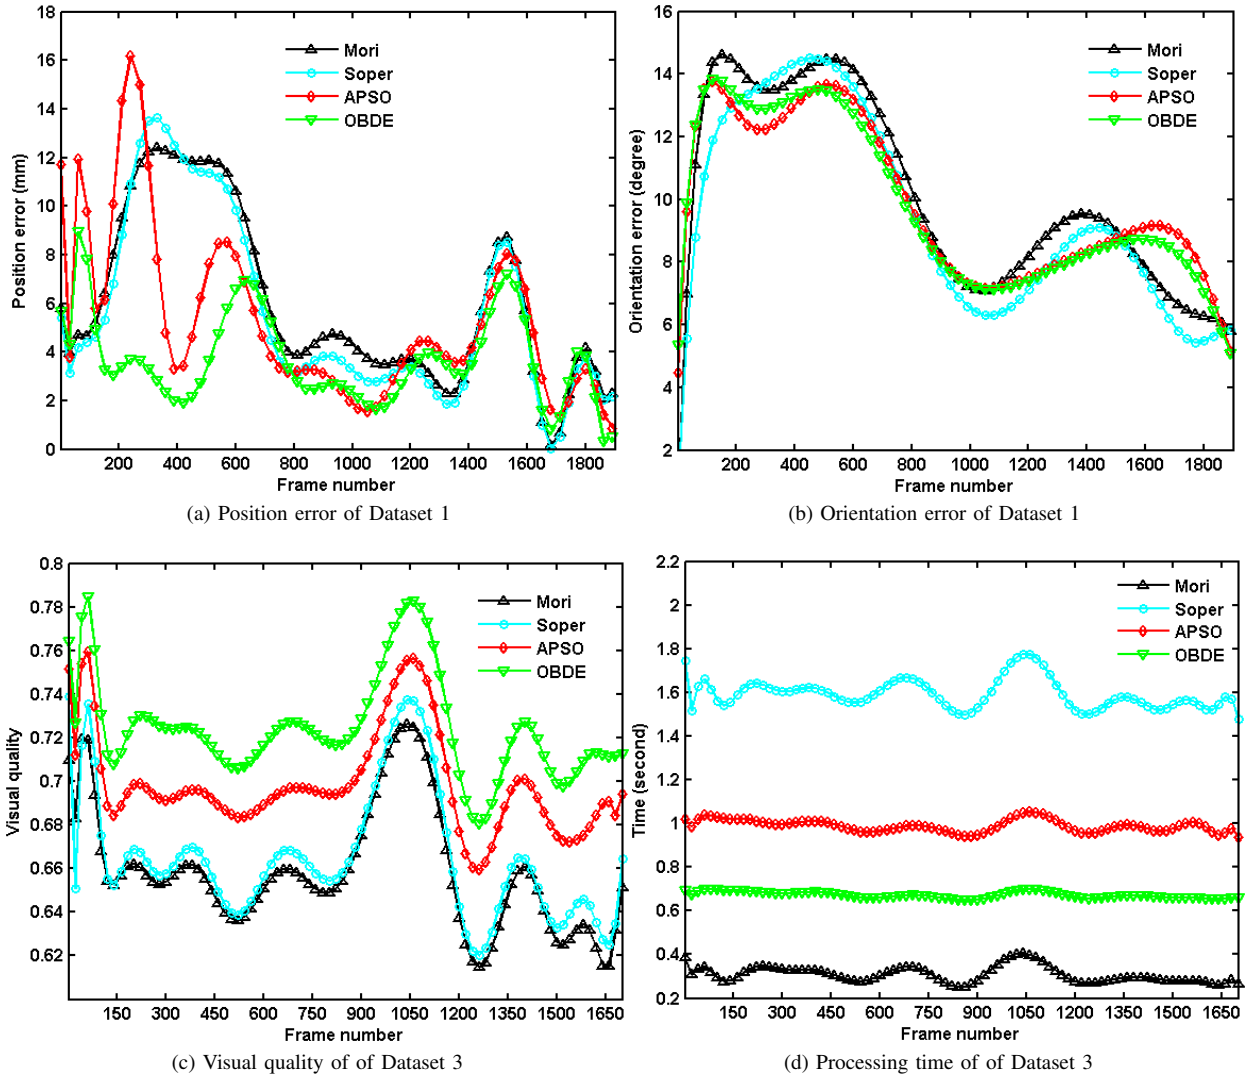 18
16
14
12
10
8
6
4
2
0
Position error (mm)
200 400 600 800 1000 1200 1400 1600 1800
Frame number
Mori
Soper
APSO
OBDE
(a) Position error of Dataset 1
16
14
12
10
8
6
4
2
Orientation error (degree)
200 400 600 800 1000 1200 1400 1600 1800
Frame number
Mori
Soper
APSO
OBDE
(b) Orientation error of Dataset 1
0.8
0.78
0.76
0.74
0.72
0.7
0.68
0.66
0.64
0.62
Visual quality
150 300 450 600 750 900 1050 1200 1350 1500 1650
Frame number
Mori
Soper
APSO
OBDE
(c) Visual quality of of Dataset 3
2.2
2
1.8
1.6
1.4
1.2
1
0.8
0.6
0.4
0.2
Time (second)
150 300 450 600 750 900 1050 1200 1350 1500 1650
Frame number
Mori
Soper
APSO
OBDE
(d) Processing time of of Dataset 3